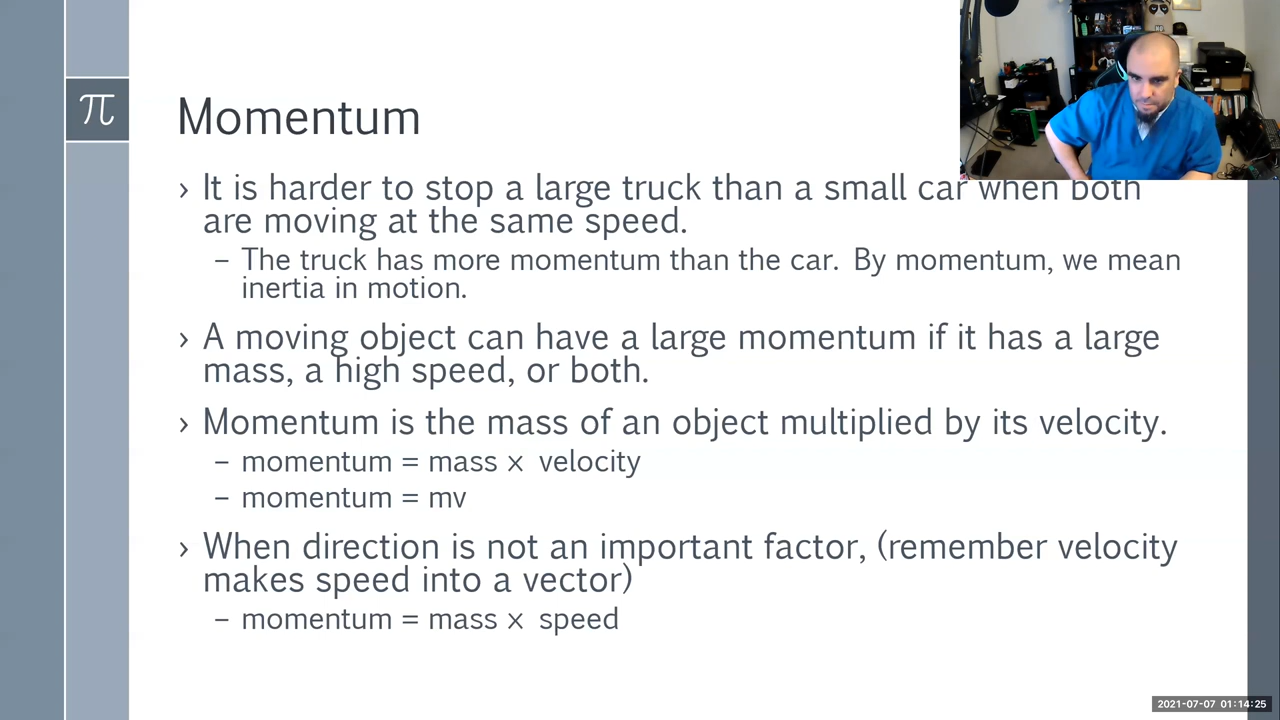 π
Momentum
› It is harder to stop a large truck than a small car when both
are moving at the same speed.
– The truck has more momentum than the car. By momentum, we mean
inertia in motion.
› A moving object can have a large momentum if it has a large
mass, a high speed, or both.
› Momentum is the mass of an object multiplied by its velocity.
– momentum = mass × velocity
– momentum = mv
› When direction is not an important factor, (remember velocity
makes speed into a vector)
– momentum = mass × speed
2021-07-07 01:14:25